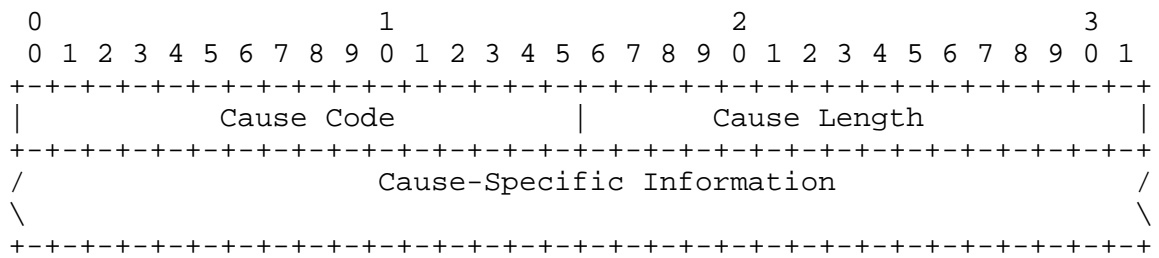 0                   1                   2                   3
 0 1 2 3 4 5 6 7 8 9 0 1 2 3 4 5 6 7 8 9 0 1 2 3 4 5 6 7 8 9 0 1
+-+-+-+-+-+-+-+-+-+-+-+-+-+-+-+-+-+-+-+-+-+-+-+-+-+-+-+-+-+-+-+-+
|           Cause Code          |       Cause Length            |
+-+-+-+-+-+-+-+-+-+-+-+-+-+-+-+-+-+-+-+-+-+-+-+-+-+-+-+-+-+-+-+-+
/                    Cause-Specific Information                 /
\                                                               \
+-+-+-+-+-+-+-+-+-+-+-+-+-+-+-+-+-+-+-+-+-+-+-+-+-+-+-+-+-+-+-+-+